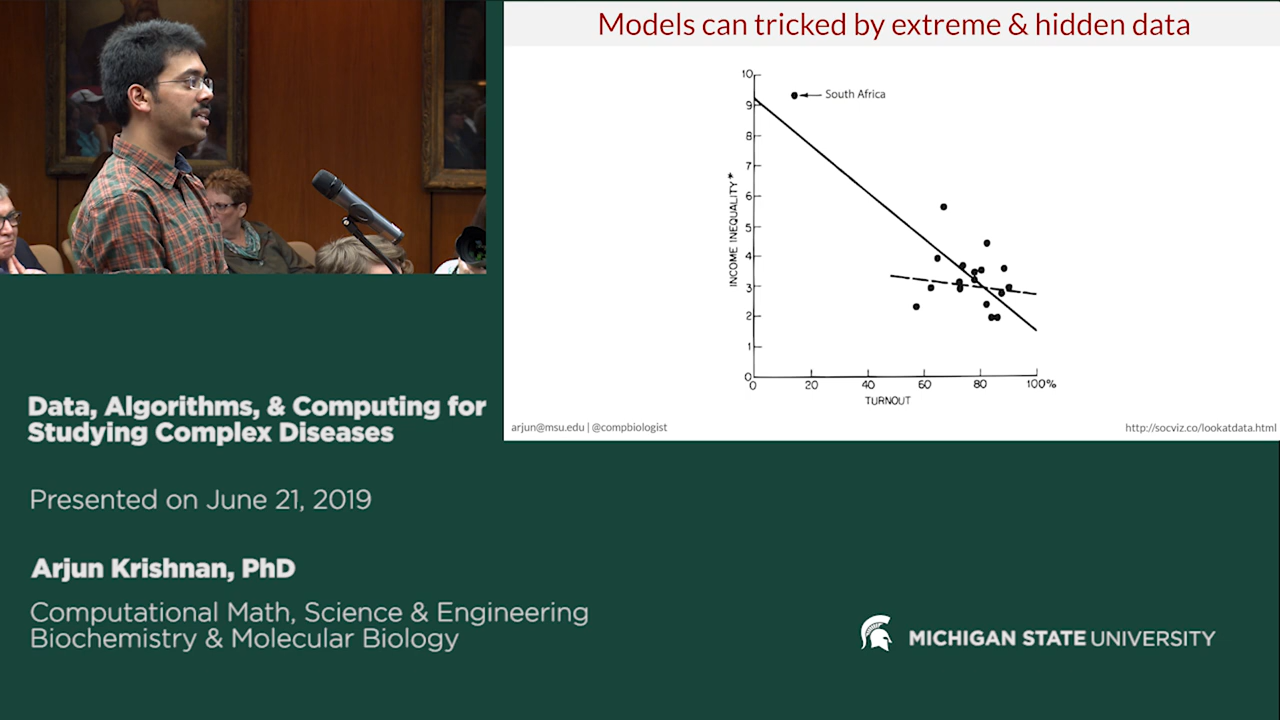 Models can tricked by extreme & hidden data
10
9
8
7
6
5
4
3
2
1
0
INCOME INEQUALITY*
South Africa
0 20 40 60 80 100%
TURNOUT
arjun@msu.edu | @compbiologist
http://socviz.co/lookatdata.html
Data, Algorithms, & Computing for
Studying Complex Diseases
Presented on June 21, 2019
Arjun Krishnan, PhD
Computational Math, Science & Engineering
Biochemistry & Molecular Biology
MICHIGAN STATE UNIVERSITY